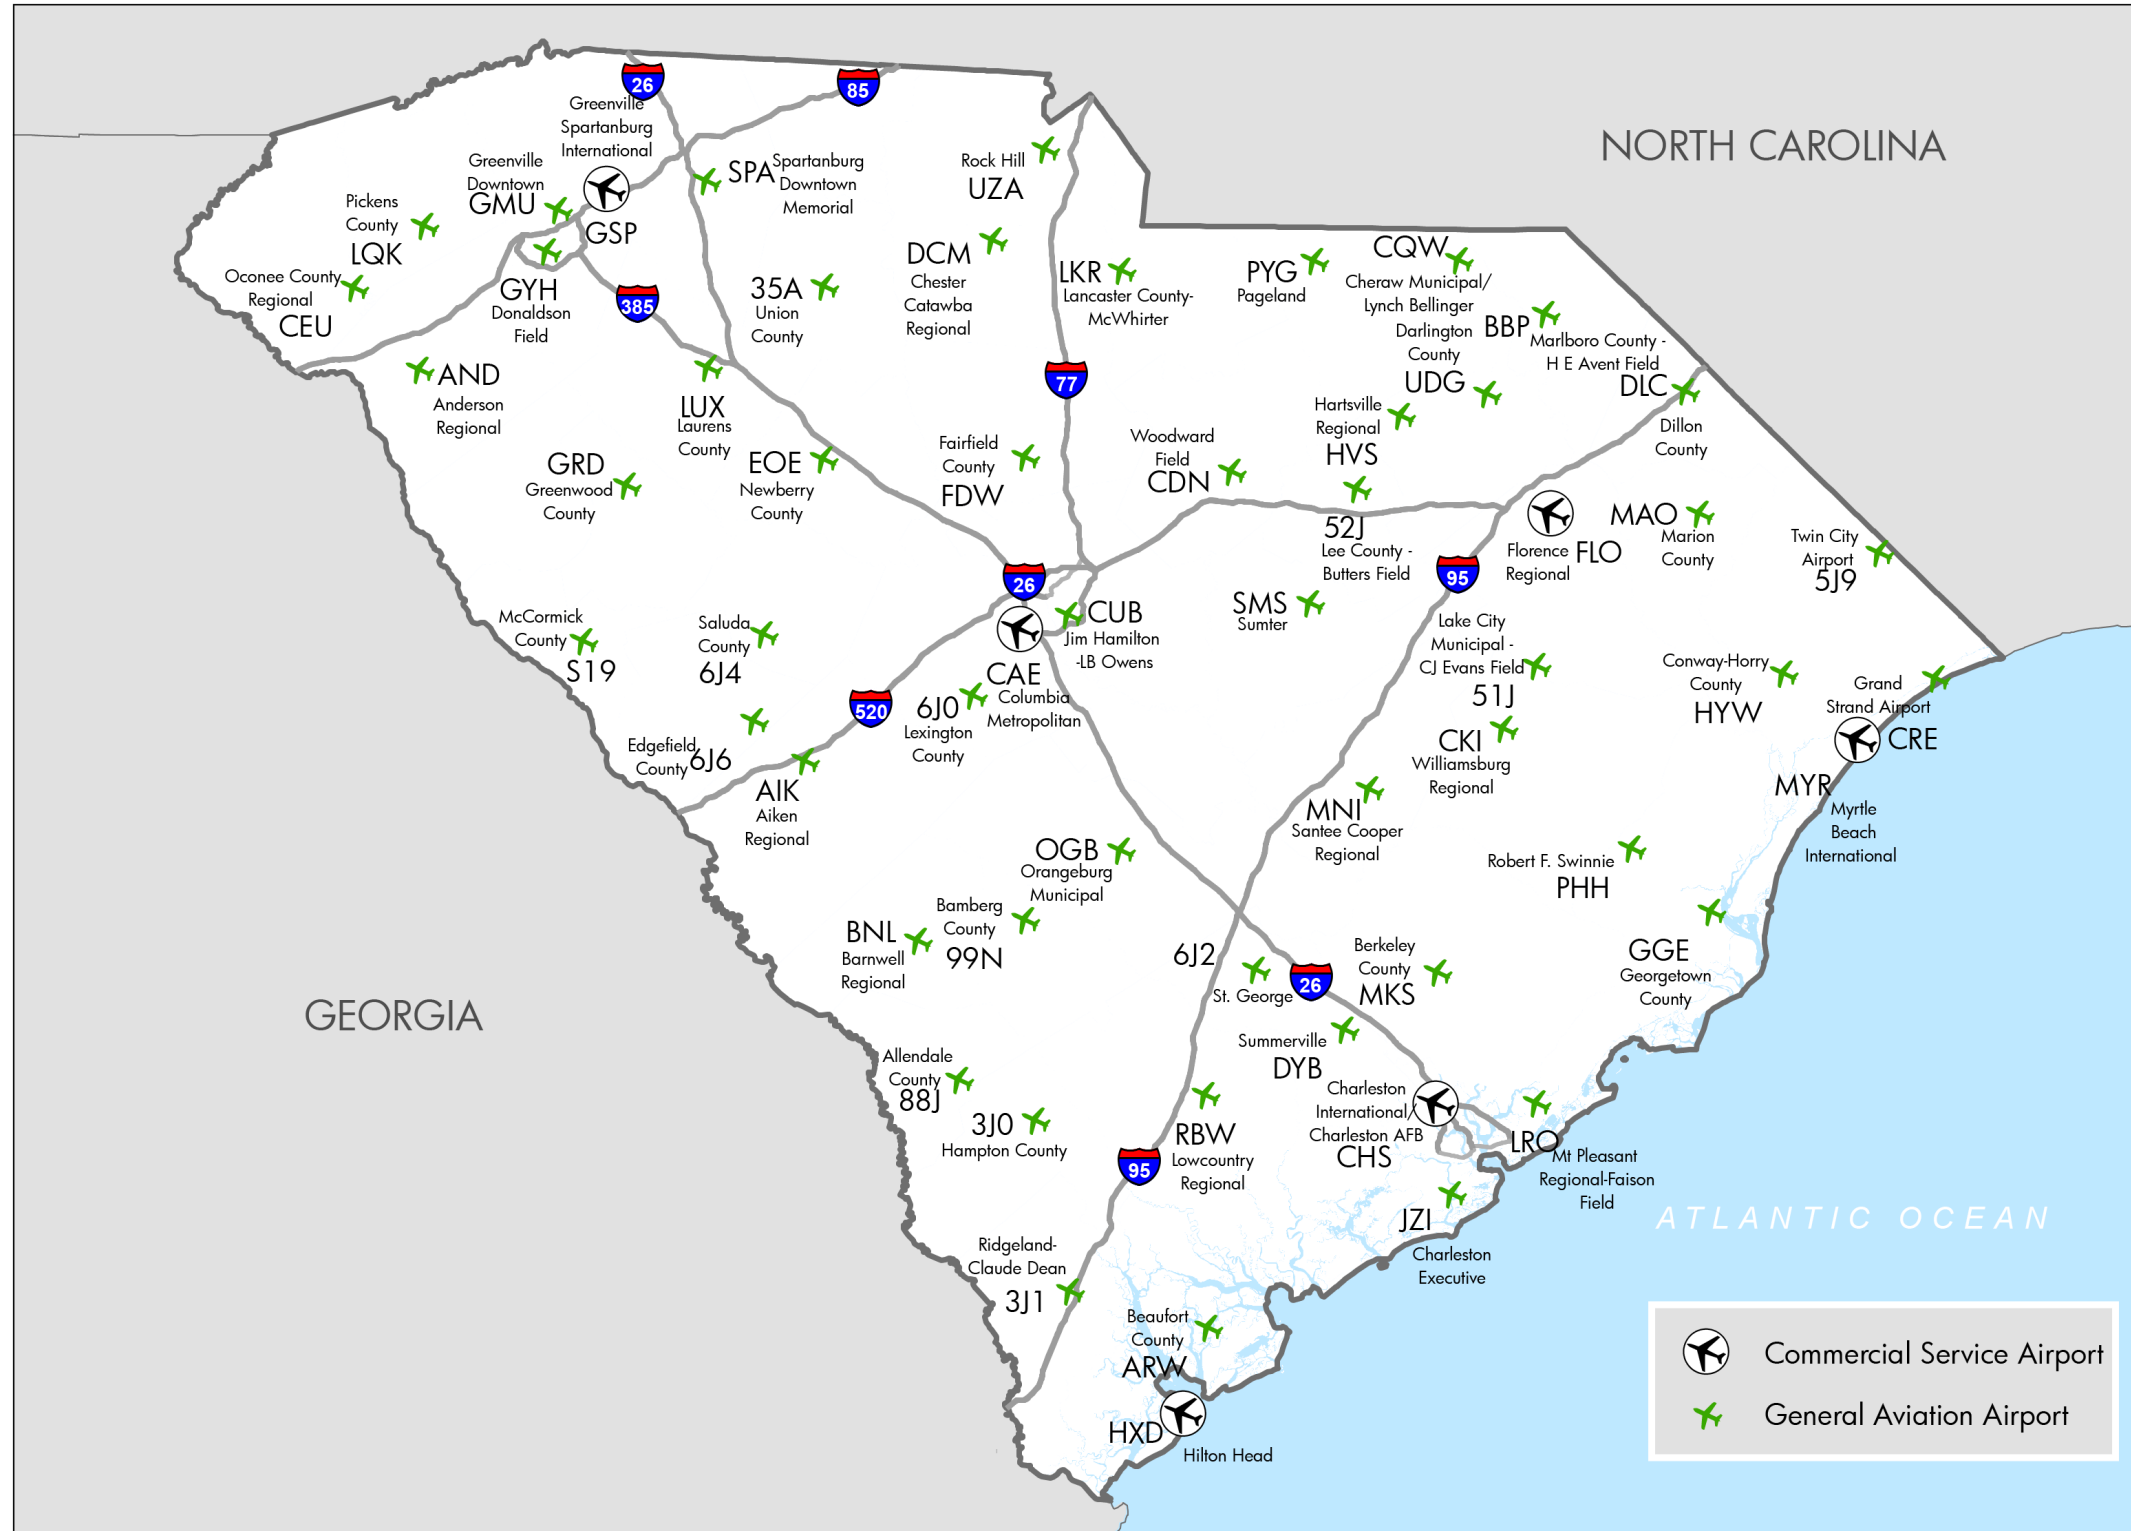 26
85
NORTH CAROLINA
Greenville
Spartanburg
International
GSP
Greenville
Downtown
GMU
SPA
Spartanburg
Downtown
Memorial
Rock Hill
UZA
Pickens
County
LQK
Oconee County
Regional
CEU
GYH
Donaldson
Field
385
35A
Union
County
DCM
Chester
Catawba
Regional
LKR
Lancaster County-
McWhirter
PYG
Pageland
CQW
Cheraw Municipal/
Lynch Bellinger
BBP
Marlboro County -
H E Avent Field
Darlington
County
UDG
DLC
Dillon
County
AND
Anderson
Regional
LUX
Laurens
County
77
Hartsville
Regional
HVS
GRD
Greenwood
County
EOE
Newberry
County
Fairfield
County
FDW
Woodward
Field
CDN
52J
Lee County -
Butters Field
Florence
Regional
FLO
MAO
Marion
County
Twin City
Airport
5J9
26
95
CUB
Jim Hamilton
-LB Owens
SMS
Sumter
McCormick
County
S19
Saluda
County
6J4
CAE
Columbia
Metropolitan
Lake City
Municipal -
CJ Evans Field
51J
Conway-Horry
County
HYW
Grand
Strand Airport
CRE
520
6J0
Lexington
County
Edgefield
County
6J6
AIK
Aiken
Regional
CKI
Williamsburg
Regional
MYR
Myrtle
Beach
International
MNI
Santee Cooper
Regional
OGB
Orangeburg
Municipal
Robert F. Swinnie
PHH
BNL
Barnwell
Regional
Bamberg
County
99N
6J2
St. George
26
Berkeley
County
MKS
GGE
Georgetown
County
GEORGIA
Summerville
DYB
Allendale
County
88J
3J0
Hampton County
RBW
Lowcountry
Regional
95
Charleston
International/
Charleston AFB
CHS
LRO
Mt Pleasant
Regional-Faison
Field
JZI
Charleston
Executive
ATLANTIC OCEAN
Ridgeland-
Claude Dean
3J1
Beaufort
County
ARW
HXD
Hilton Head
Commercial Service Airport
General Aviation Airport